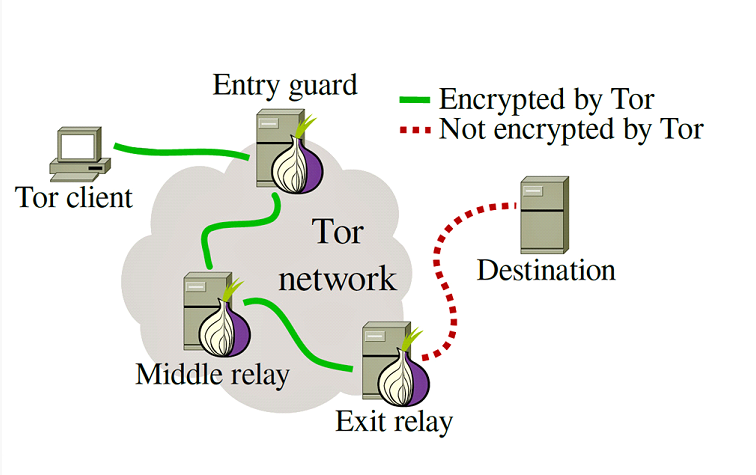 Entry guard
Encrypted by Tor
Not encrypted by Tor
Tor client
Tor
network
Destination
Middle relay
Exit relay